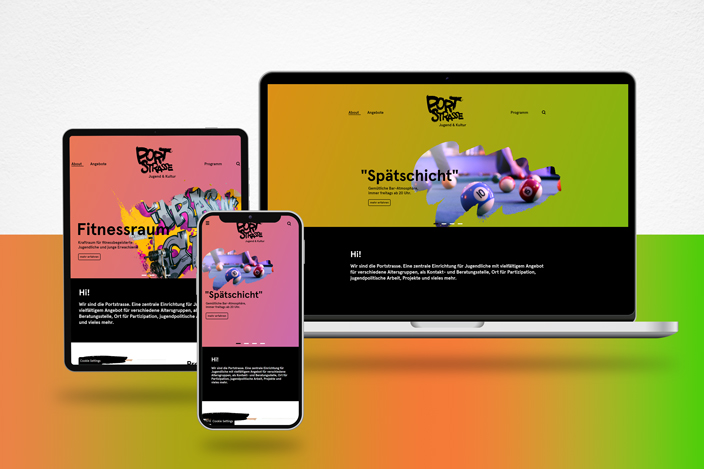 PORT
STRASSE
Jugend & Kultur
About
Angebote
Programm
"Spätschicht"
Gemütliche Bar-Atmosphäre,
immer freitags ab 20 Uhr.
mehr erfahren
10
Hi!
Wir sind die Portstrasse. Eine zentrale Einrichtung für Jugendliche mit vielfältigem Angebot
für verschiedene Altersgruppen, als Kontakt- und Beratungsstelle, Ort für Partizipation,
jugendpolitische Arbeit, Projekte und vieles mehr.
PORT
STRASSE
Jugend & Kultur
About
Angebote
Programm
Fitnessraum
Kraftraum für fitnessbegeisterte
Jugendliche und junge Erwachsene
mehr erfahren
Hi!
Wir sind die Portstrasse. Eine zentrale Einrichtung für
vielfältigem Angebot für verschiedene Altersgruppen, a
Beratungsstelle, Ort für Partizipation, jugendpolitische
und vieles mehr.
Cookie Settings
PORT
STRASSE
Jugend & Kultur
"Spätschicht"
Gemütliche Bar-Atmosphäre,
immer freitags ab 20 Uhr.
mehr erfahren
Hi!
Wir sind die Portstrasse. Eine zentrale Einrichtung für
Jugendliche mit vielfältigem Angebot für verschiedene
Altersgruppen, als Kontakt- und Beratungsstelle, Ort für
Partizipation, jugendpolitische Arbeit, Projekte und
vieles mehr.
Cookie Settings